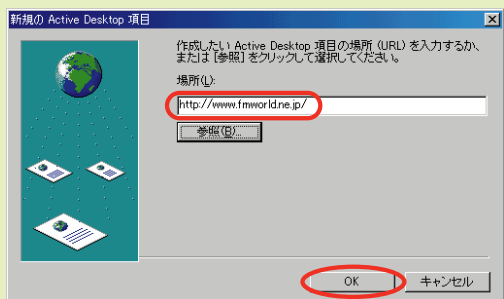 新規の Active Desktop 項目
作成したい Active Desktop 項目の場所 (URL) を入力するか、
または [参照] をクリックして選択してください。
場所(L):
http://www.fmworld.ne.jp/
参照(B)...
OK
キャンセル